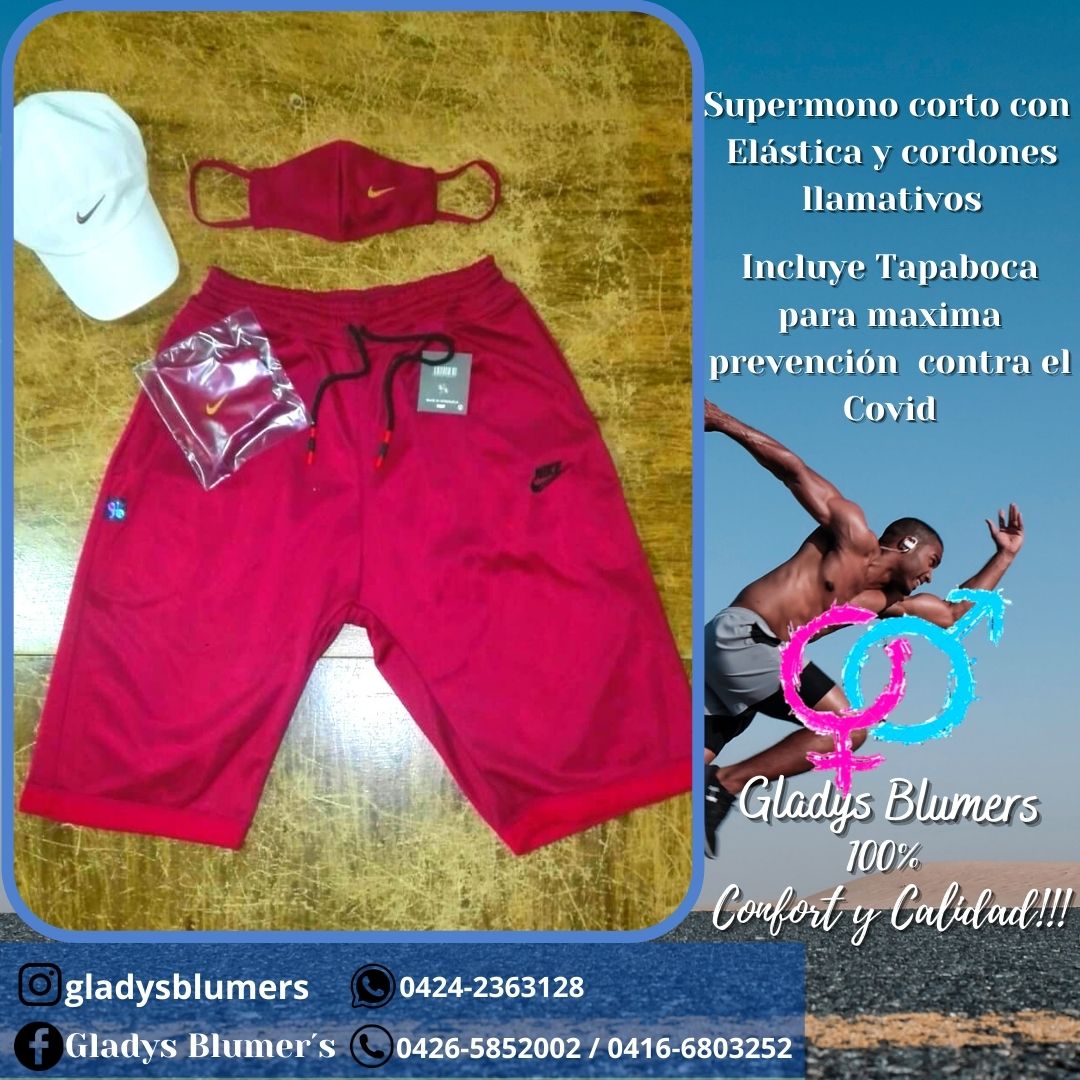 Supermono corto con
Elástica y cordones
llamativos
Incluye Tapaboca
para maxima
prevención contra el
Covid
NIKE
Gladys Blumers
100%
Confort y Calidad!!!
gladysblumers
0424-2363128
Gladys Blumer´s
0426-5852002 / 0416-6803252